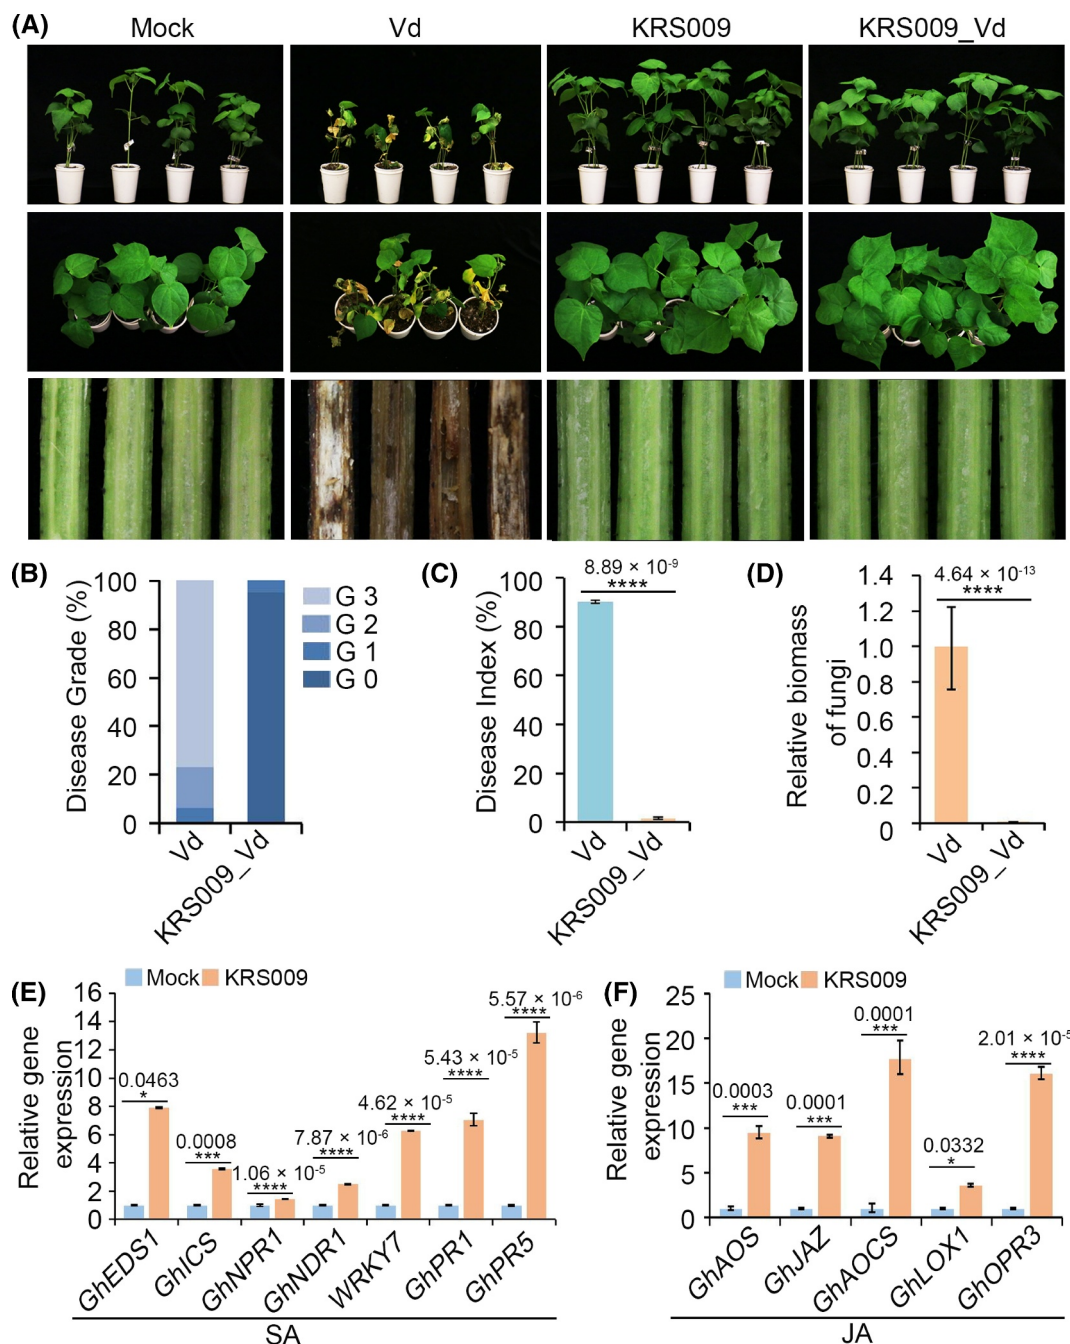 (A) Mock Vd KRS009 KRS009_Vd
(B)
Disease Grade (%)
100
80
60
40
20
0
G 3
G 2
G 1
G 0
Vd
KRS009_Vd
(C)
Disease Index (%)
100
80
60
40
20
0
8.89 × 10-9
****
Vd
KRS009_Vd
(D)
Relative biomass
of fungi
1.4
1.2
1.0
0.8
0.6
0.4
0.2
0
4.64 × 10-13
****
Vd
KRS009_Vd
(E)
Mock KRS009
Relative gene
expression
16
14
12
10
8
6
4
2
0
0.0463
*
0.0008
***
1.06 × 10-5
****
7.87 × 10-6
****
4.62 × 10-5
****
5.43 × 10-5
****
5.57 × 10-6
****
GhEDS1
GhICS
GhNPR1
GhNDR1
WRKY7
GhPR1
GhPR5
SA
(F)
Mock KRS009
Relative gene
expression
25
20
15
10
5
0
0.0003
***
0.0001
***
0.0001
***
0.0332
*
2.01 × 10-5
****
GhAOS
GhJAZ
GhAOCS
GhLOX1
GhOPR3
JA